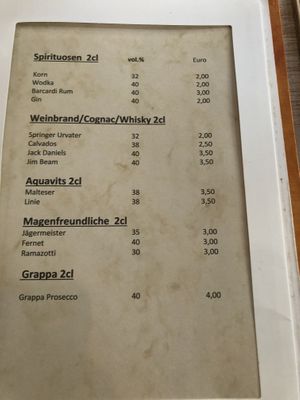 Spirituosen 2cl vol.% Euro
Korn 32 2,00
Wodka 40 2,00
Barcardi Rum 40 3,00
Gin 40 2,00
Weinbrand/Cognac/Whisky 2cl
Springer Urvater 32 2,00
Calvados 38 2,50
Jack Daniels 40 3,50
Jim Beam 40 3,50
Aquavits 2cl
Malteser 38 3,50
Linie 38 3,50
Magenfreundliche 2cl
Jägermeister 35 3,00
Fernet 40 3,00
Ramazotti 30 3,00
Grappa 2cl
Grappa Prosecco 40 4,00